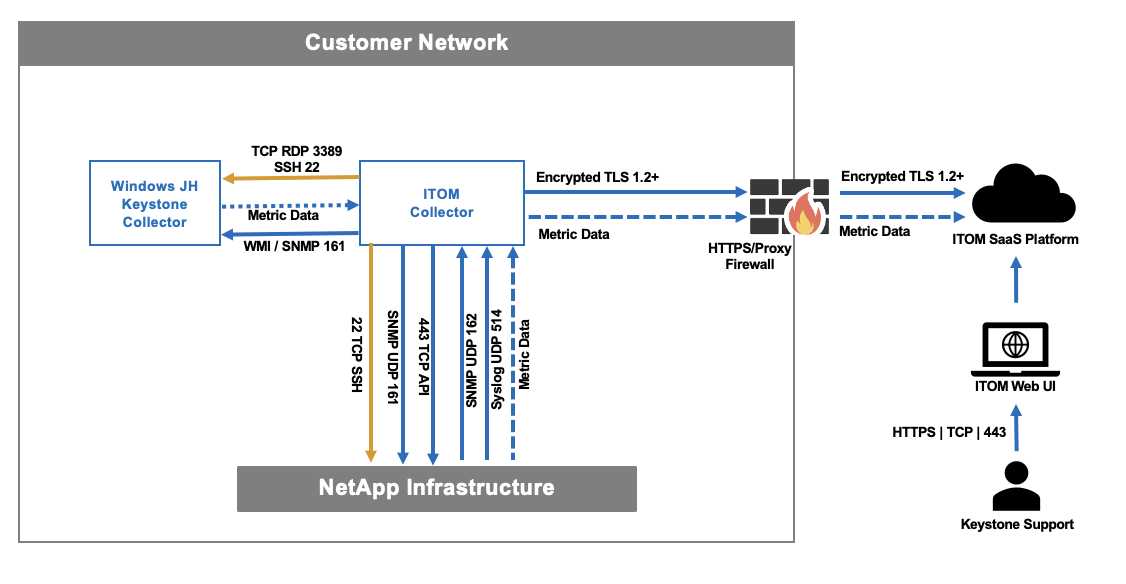 Customer Network
TCP RDP 3389
SSH 22
Windows JH
Keystone
Collector
Metric Data
WMI / SNMP 161
ITOM
Collector
Encrypted TLS 1.2+
Metric Data
HTTPS/Proxy
Firewall
Encrypted TLS 1.2+
Metric Data
ITOM SaaS Platform
22 TCP SSH
SNMP UDP 161
443 TCP API
SNMP UDP 162
Syslog UDP 514
Metric Data
ITOM Web UI
HTTPS | TCP | 443
Keystone Support
NetApp Infrastructure